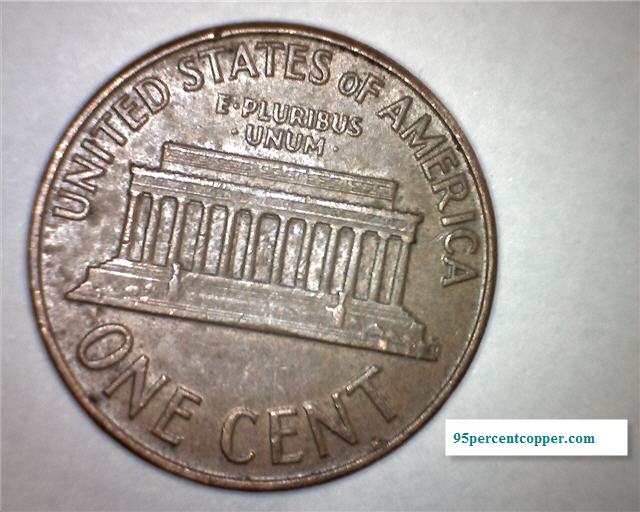 UNITED STATES OF AMERICA
E·PLURIBUS
·UNUM·
ONE CENT
95percentcopper.com